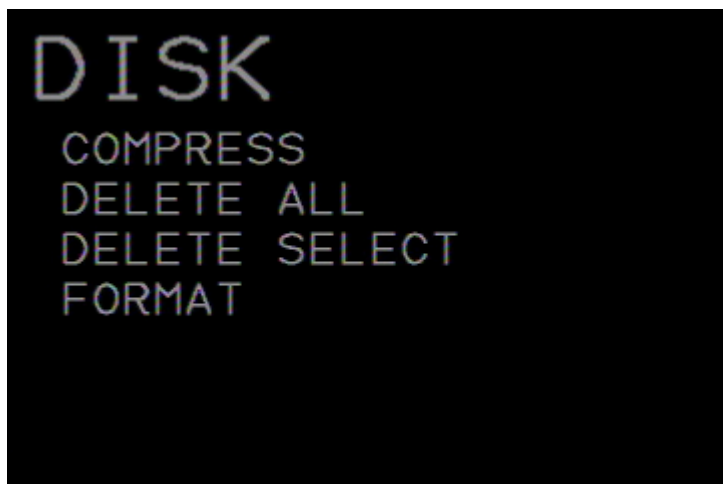 DISK
COMPRESS
DELETE ALL
DELETE SELECT
FORMAT